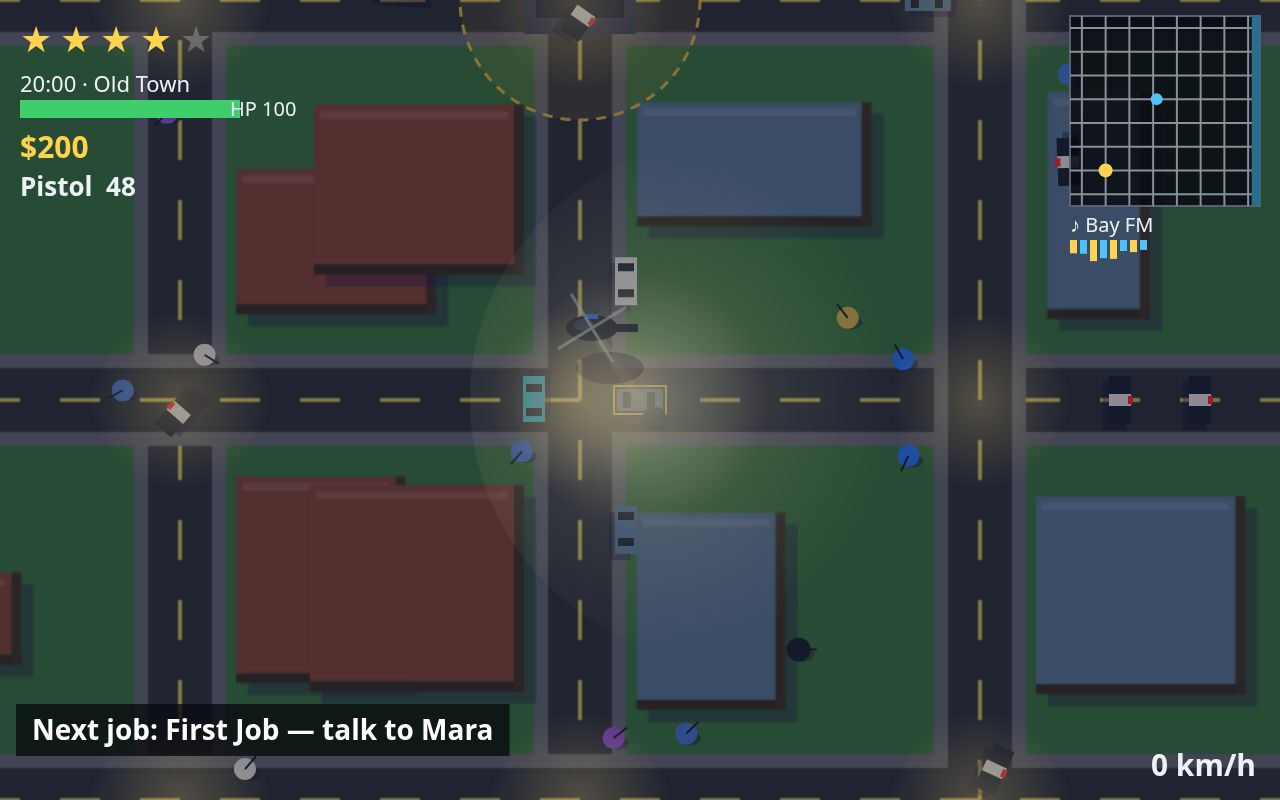 20:00 · Old Town
HP 100
$200
Pistol 48
♪ Bay FM
Next job: First Job — talk to Mara
0 km/h